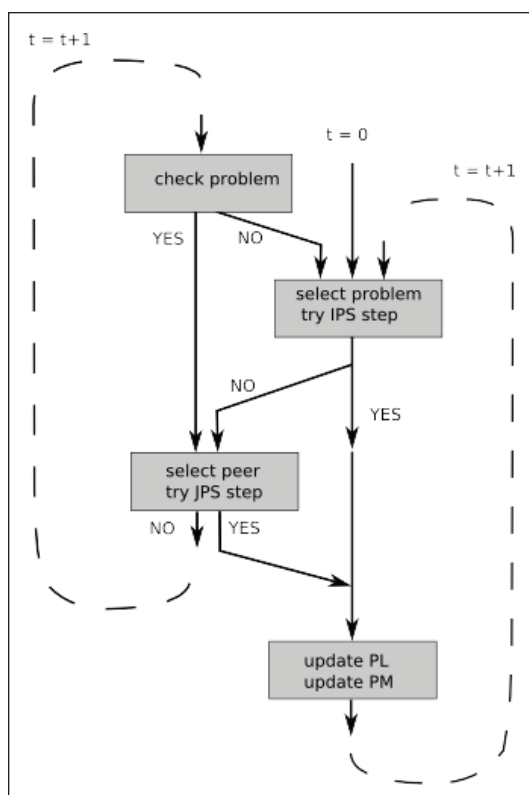 t = t+1
t = 0
t = t+1
check problem
YES
NO
select problem
try IPS step
NO
YES
select peer
try JPS step
NO
YES
update PL
update PM